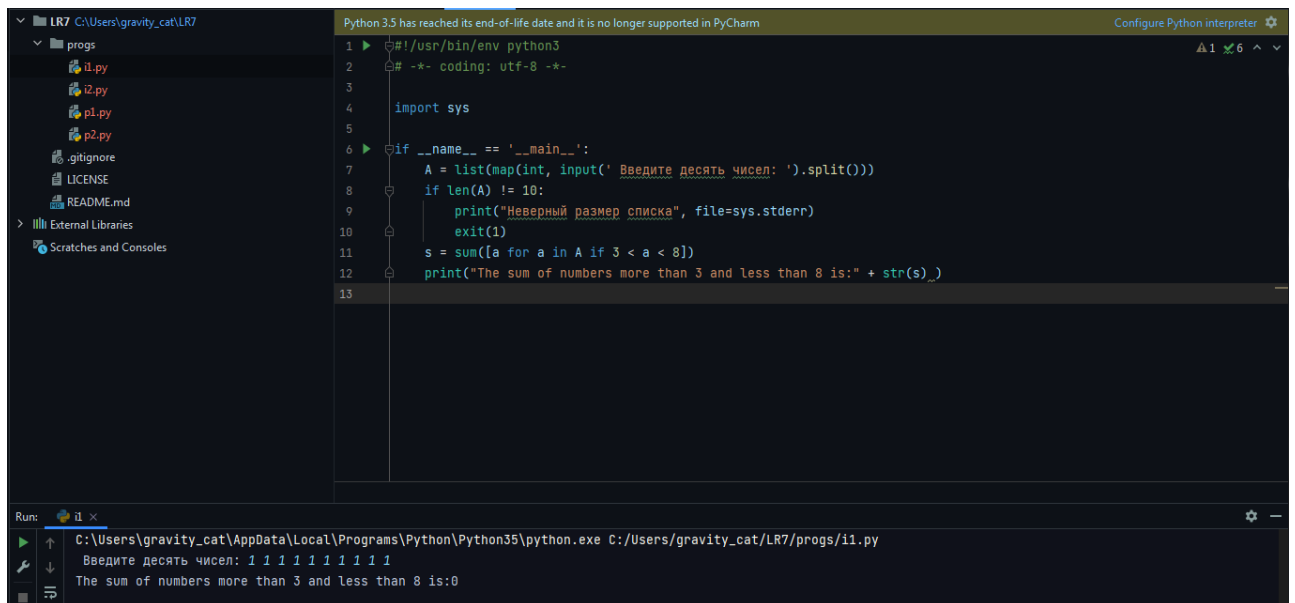 LR7 C:\Users\gravity_cat\LR7
progs
i1.py
i2.py
p1.py
p2.py
.gitignore
LICENSE
README.md
External Libraries
Scratches and Consoles
Python 3.5 has reached its end-of-life date and it is no longer supported in PyCharm Configure Python interpreter
1 #!/usr/bin/env python3 1 6
2 # -*- coding: utf-8 -*-
3
4 import sys
5
6 if __name__ == '__main__':
7 A = list(map(int, input(' Введите десять чисел: ').split()))
8 if len(A) != 10:
9 print("Неверный размер списка", file=sys.stderr)
10 exit(1)
11 s = sum([a for a in A if 3 < a < 8])
12 print("The sum of numbers more than 3 and less than 8 is:" + str(s) )
13
Run: i1
C:\Users\gravity_cat\AppData\Local\Programs\Python\Python35\python.exe C:/Users/gravity_cat/LR7/progs/i1.py
Введите десять чисел: 1 1 1 1 1 1 1 1 1 1
The sum of numbers more than 3 and less than 8 is:0